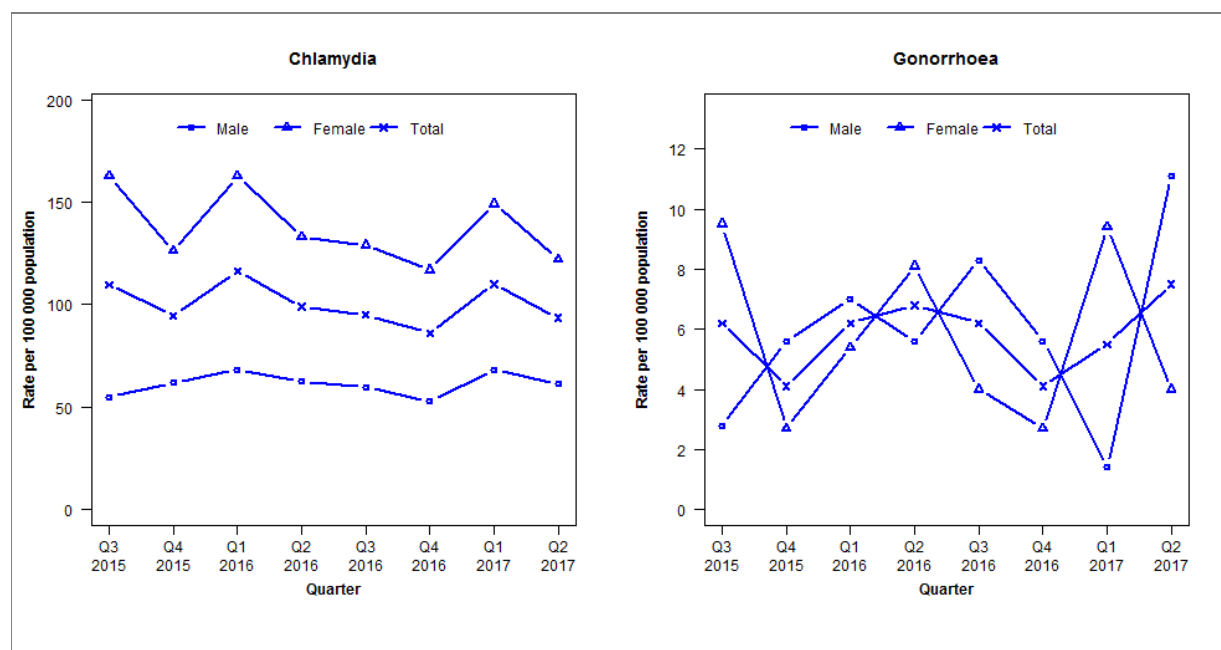 Chlamydia
200
150
100
50
0
Rate per 100 000 population
Male Female Total
Q3 Q4 Q1 Q2 Q3 Q4 Q1 Q2
2015 2015 2016 2016 2016 2016 2017 2017
Quarter
Gonorrhoea
12
10
8
6
4
2
0
Rate per 100 000 population
Male Female Total
Q3 Q4 Q1 Q2 Q3 Q4 Q1 Q2
2015 2015 2016 2016 2016 2016 2017 2017
Quarter